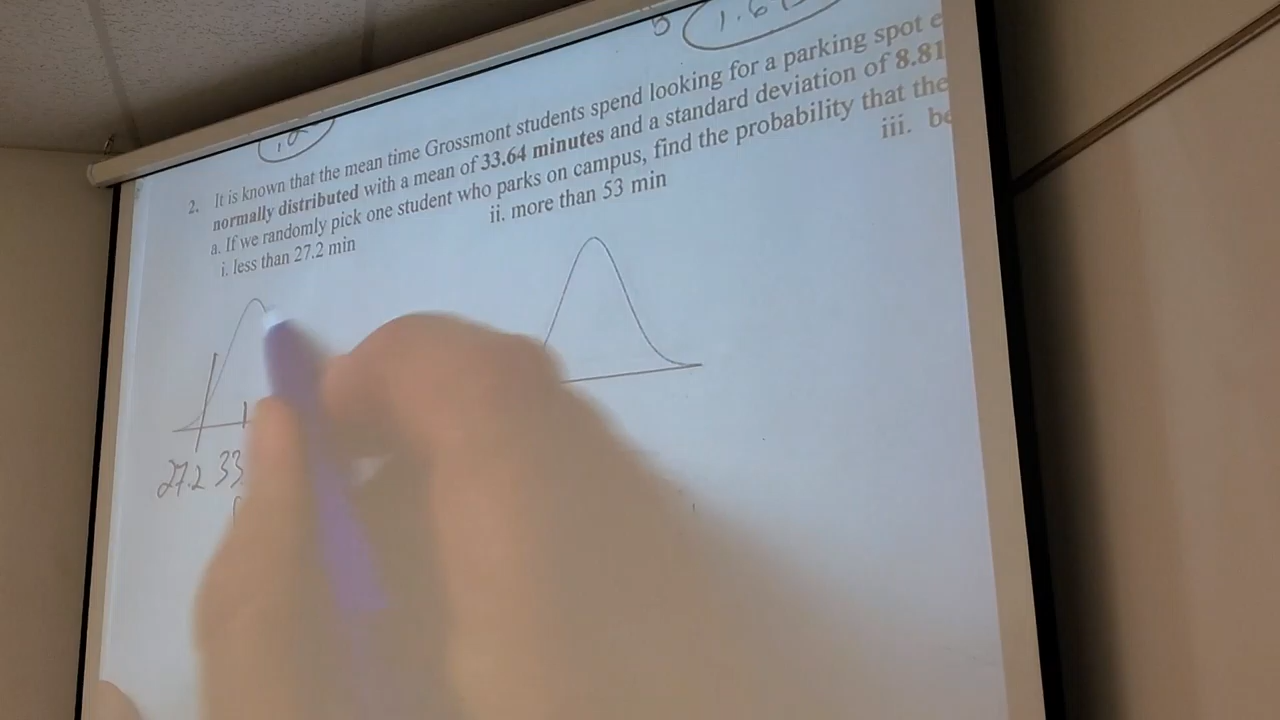 1.6
2. It is known that the mean time Grossmont students spend looking for a parking spot e
normally distributed with a mean of 33.64 minutes and a standard deviation of 8.81
a. If we randomly pick one student who parks on campus, find the probability that the
i. less than 27.2 min ii. more than 53 min iii. be
27.2 33